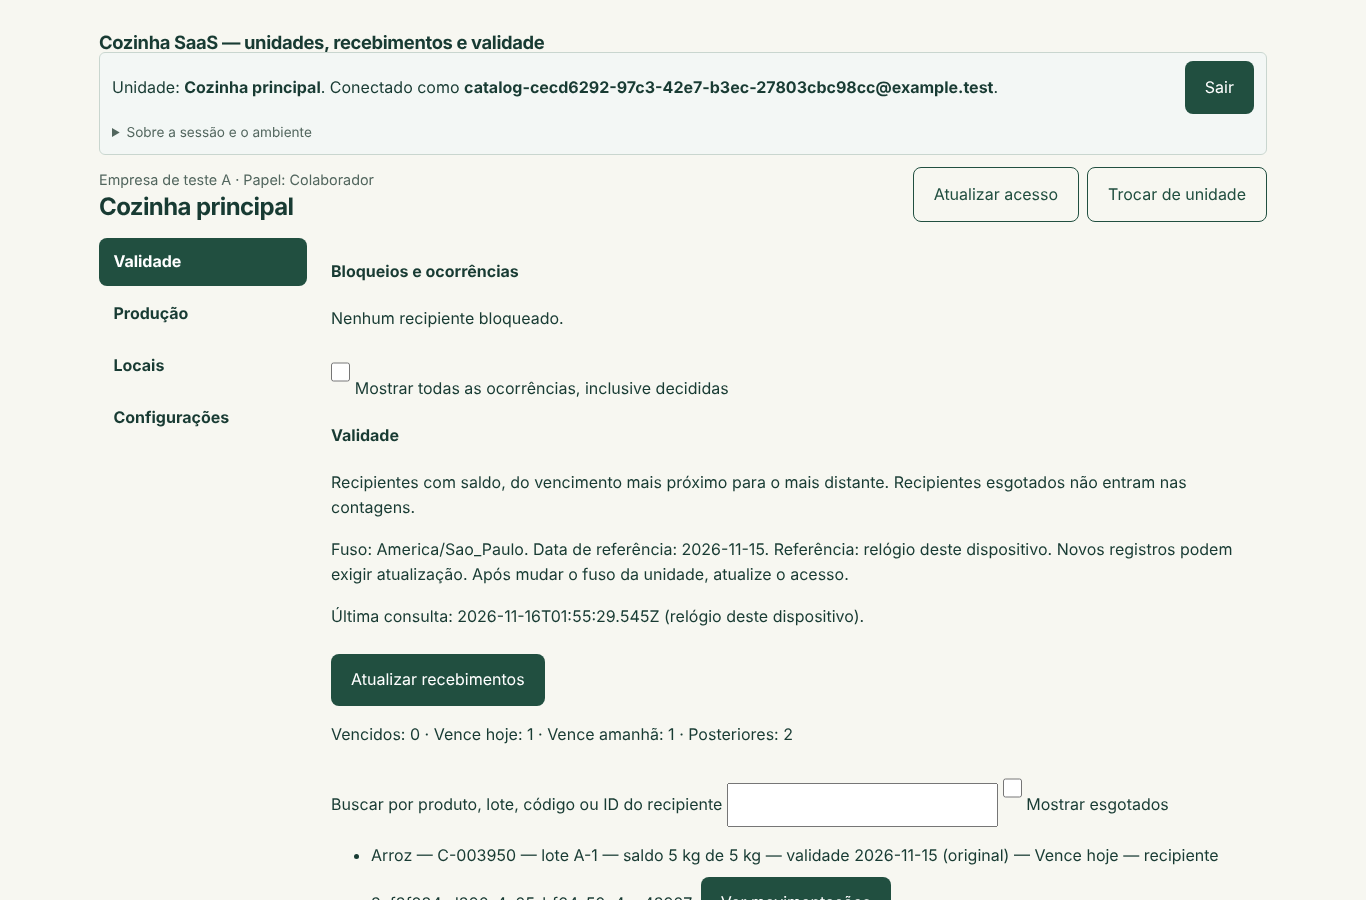 Cozinha SaaS — unidades, recebimentos e validade
Unidade: Cozinha principal. Conectado como catalog-cecd6292-97c3-42e7-b3ec-27803cbc98cc@example.test.
Sair
Sobre a sessão e o ambiente
Empresa de teste A · Papel: Colaborador
Cozinha principal
Atualizar acesso
Trocar de unidade
Validade
Produção
Locais
Configurações
Bloqueios e ocorrências
Nenhum recipiente bloqueado.
Mostrar todas as ocorrências, inclusive decididas
Validade
Recipientes com saldo, do vencimento mais próximo para o mais distante. Recipientes esgotados não entram nas
contagens.
Fuso: America/Sao_Paulo. Data de referência: 2026-11-15. Referência: relógio deste dispositivo. Novos registros podem
exigir atualização. Após mudar o fuso da unidade, atualize o acesso.
Última consulta: 2026-11-16T01:55:29.545Z (relógio deste dispositivo).
Atualizar recebimentos
Vencidos: 0 · Vence hoje: 1 · Vence amanhã: 1 · Posteriores: 2
Buscar por produto, lote, código ou ID do recipiente
Mostrar esgotados
• Arroz — C-003950 — lote A-1 — saldo 5 kg de 5 kg — validade 2026-11-15 (original) — Vence hoje — recipiente